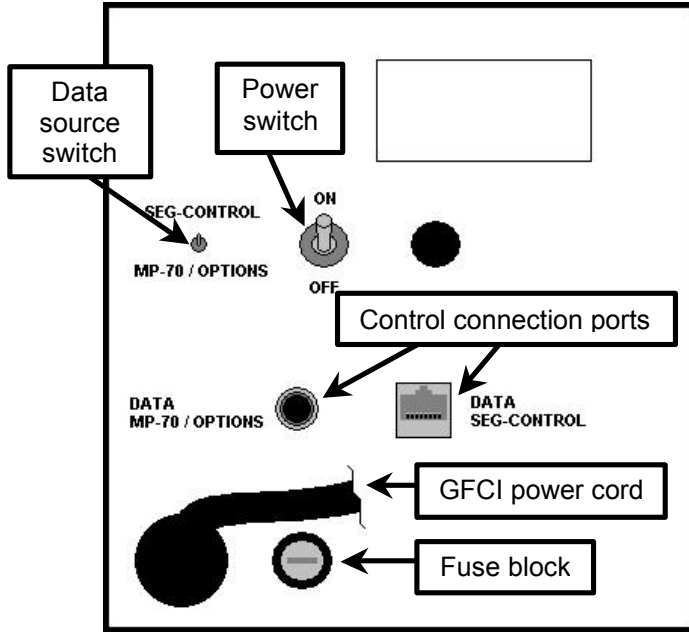 Data
source
switch
Power
switch
SEG-CONTROL
MP-70 / OPTIONS
ON
OFF
Control connection ports
DATA
MP-70 / OPTIONS
DATA
SEG-CONTROL
GFCI power cord
Fuse block